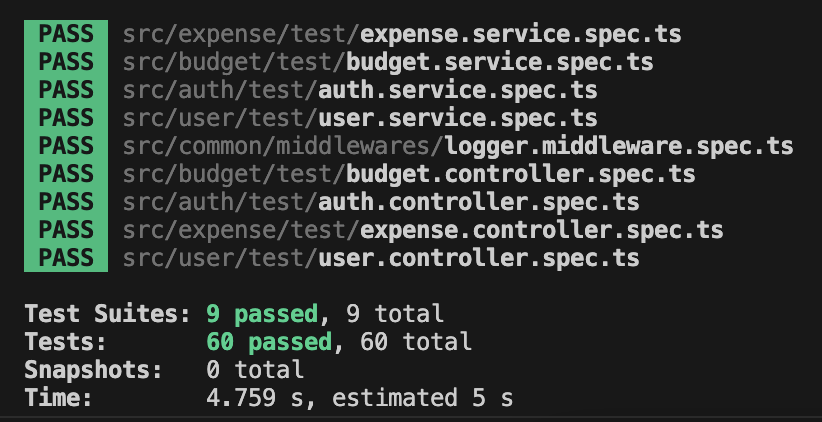 PASS src/expense/test/expense.service.spec.ts
PASS src/budget/test/budget.service.spec.ts
PASS src/auth/test/auth.service.spec.ts
PASS src/user/test/user.service.spec.ts
PASS src/common/middlewares/logger.middleware.spec.ts
PASS src/budget/test/budget.controller.spec.ts
PASS src/auth/test/auth.controller.spec.ts
PASS src/expense/test/expense.controller.spec.ts
PASS src/user/test/user.controller.spec.ts
Test Suites: 9 passed, 9 total
Tests: 60 passed, 60 total
Snapshots: 0 total
Time: 4.759 s, estimated 5 s